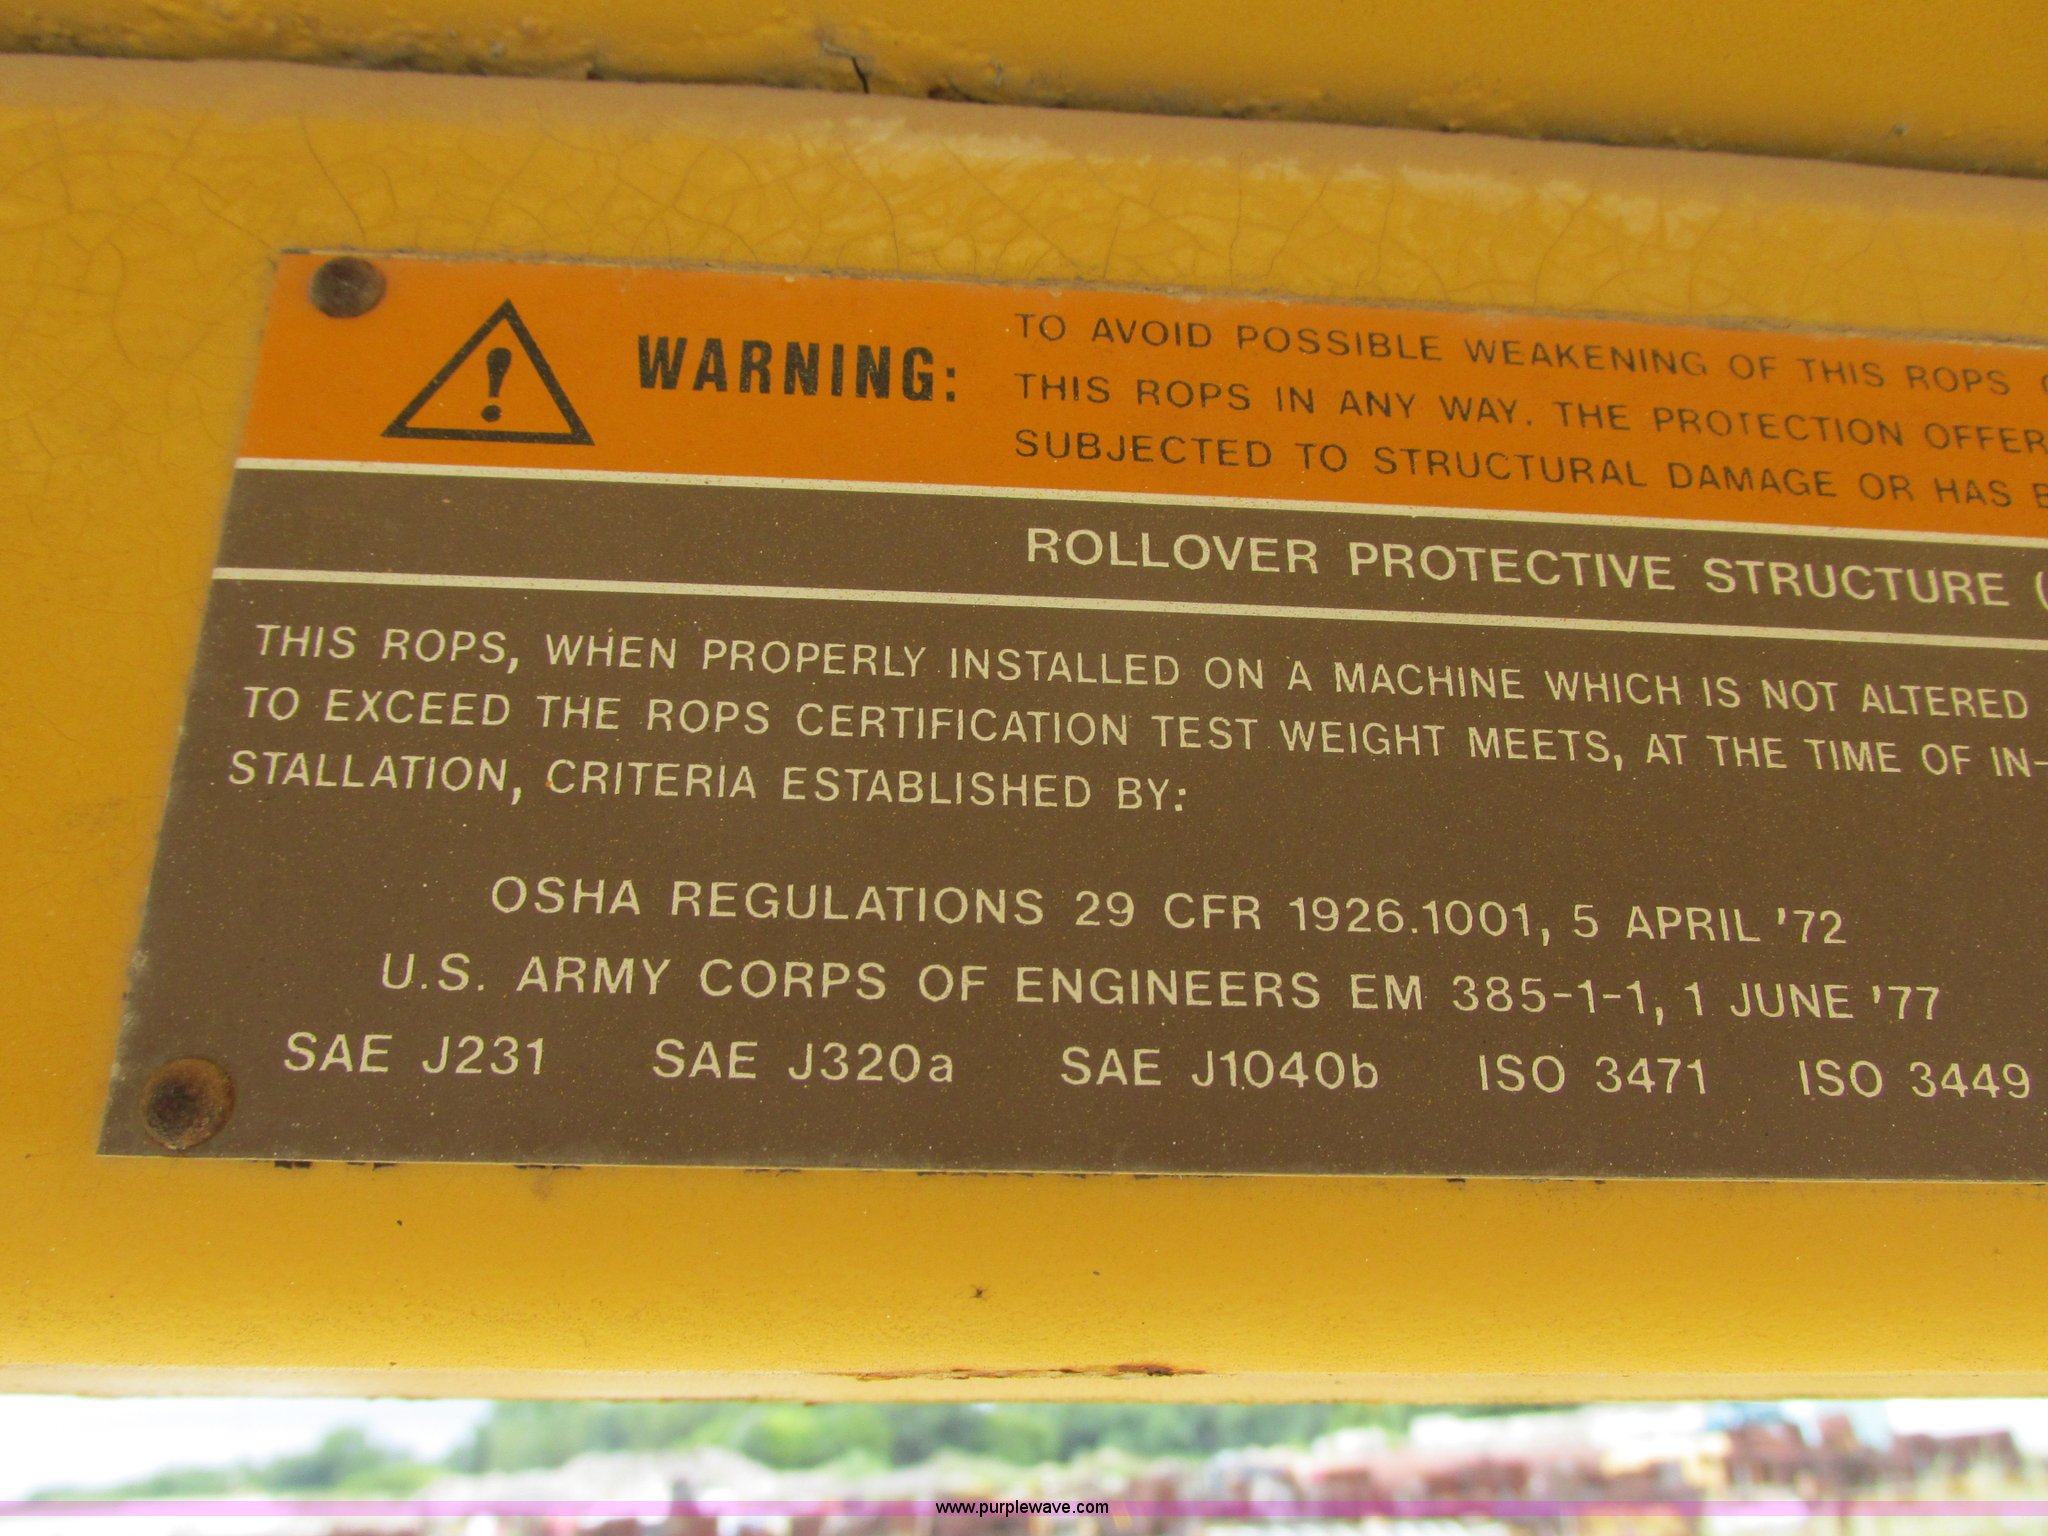 WARNING:
TO AVOID POSSIBLE WEAKENING OF THIS ROPS
THIS ROPS IN ANY WAY. THE PROTECTION OFFER
SUBJECTED TO STRUCTURAL DAMAGE OR HAS
ROLLOVER PROTECTIVE STRUCTURE (
THIS ROPS, WHEN PROPERLY INSTALLED ON A MACHINE WHICH IS NOT ALTERED
TO EXCEED THE ROPS CERTIFICATION TEST WEIGHT MEETS, AT THE TIME OF IN-
STALLATION, CRITERIA ESTABLISHED BY:
OSHA REGULATIONS 29 CFR 1926.1001, 5 APRIL '72
U.S. ARMY CORPS OF ENGINEERS EM 385-1-1, 1 JUNE '77
SAE J231 SAE J320a SAE J1040b ISO 3471 ISO 3449
www.purplewave.com